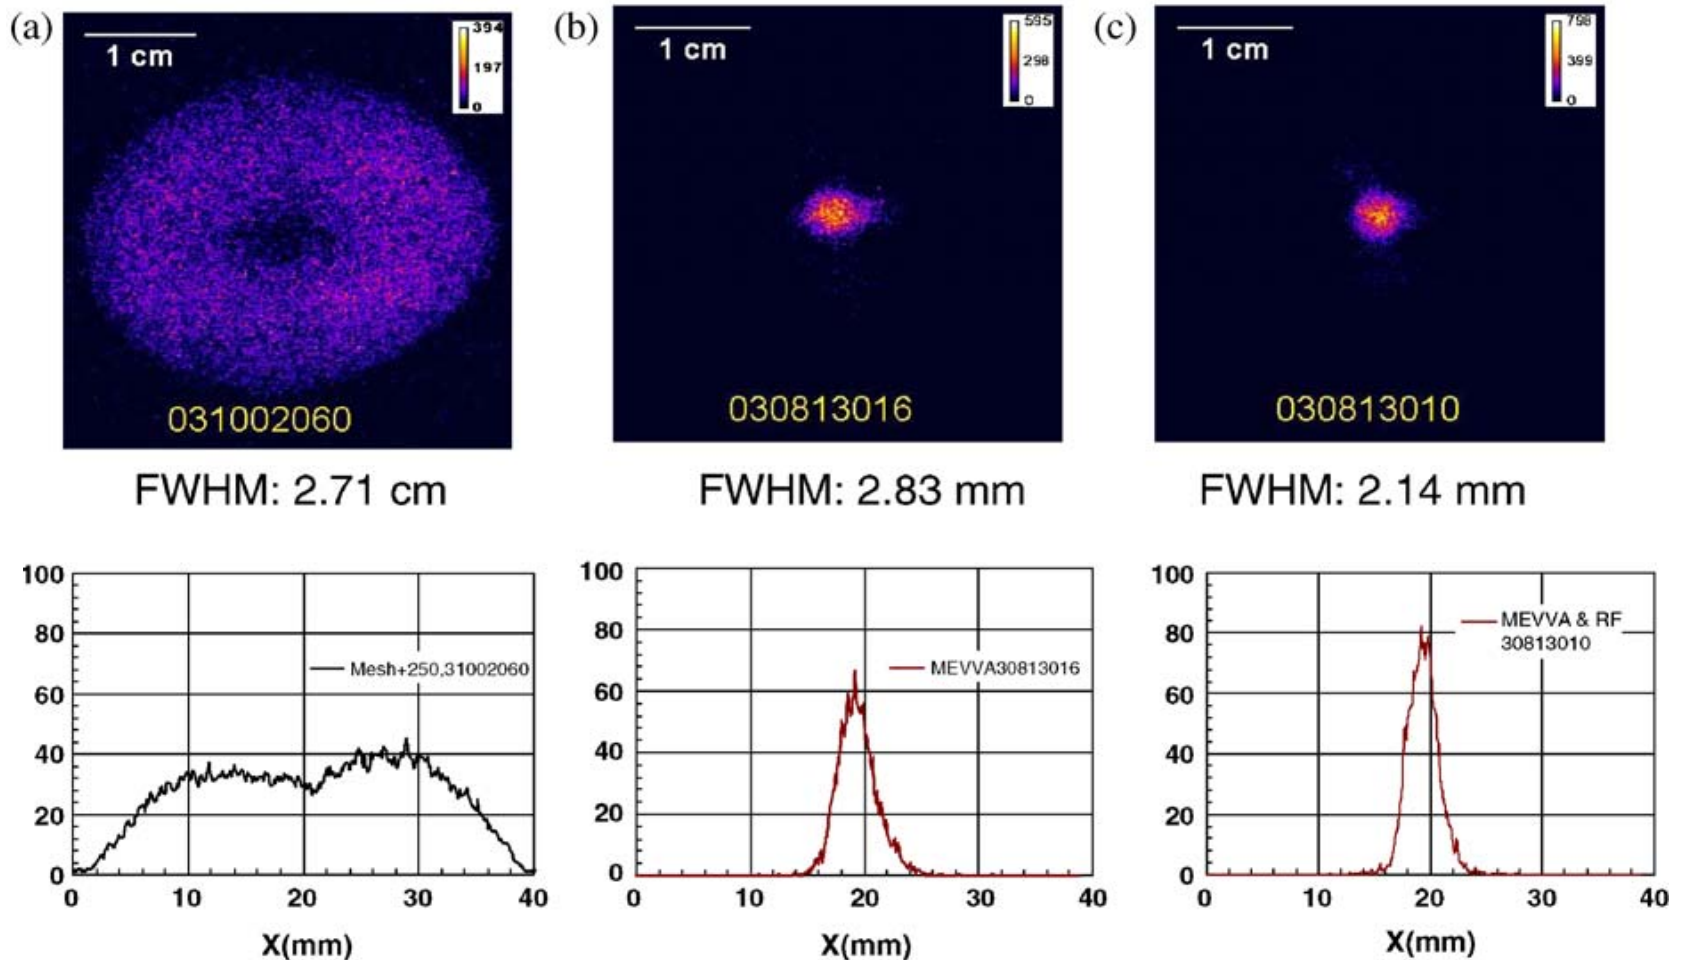 (a)
1 cm
394
197
0
031002060
(b)
1 cm
595
298
0
030813016
(c)
1 cm
798
399
0
030813010
FWHM: 2.71 cm
FWHM: 2.83 mm
FWHM: 2.14 mm
100
80
60
40
20
0
Mesh+250,31002060
0 10 20 30 40
X(mm)
100
80
60
40
20
0
MEVVA30813016
0 10 20 30 40
X(mm)
100
80
60
40
20
0
MEVVA & RF
30813010
0 10 20 30 40
X(mm)